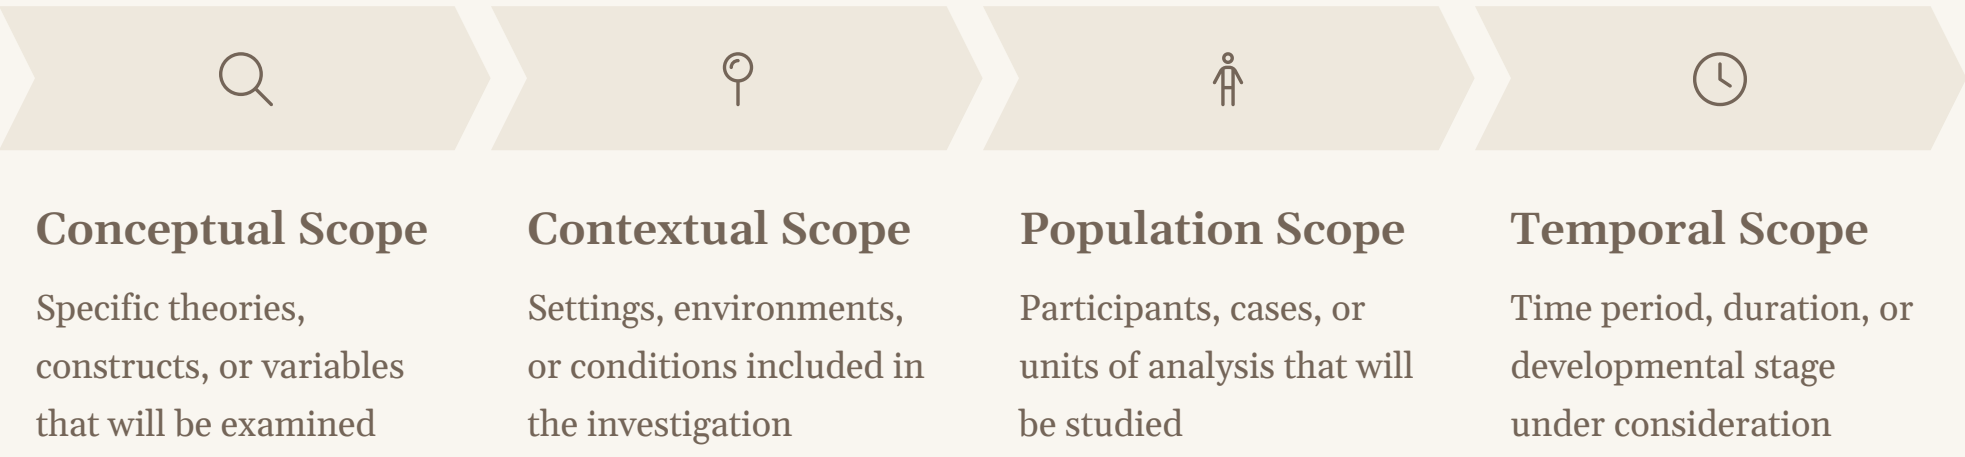 Conceptual Scope
Specific theories,
constructs, or variables
that will be examined
Contextual Scope
Settings, environments,
or conditions included in
the investigation
Population Scope
Participants, cases, or
units of analysis that will
be studied
Temporal Scope
Time period, duration, or
developmental stage
under consideration